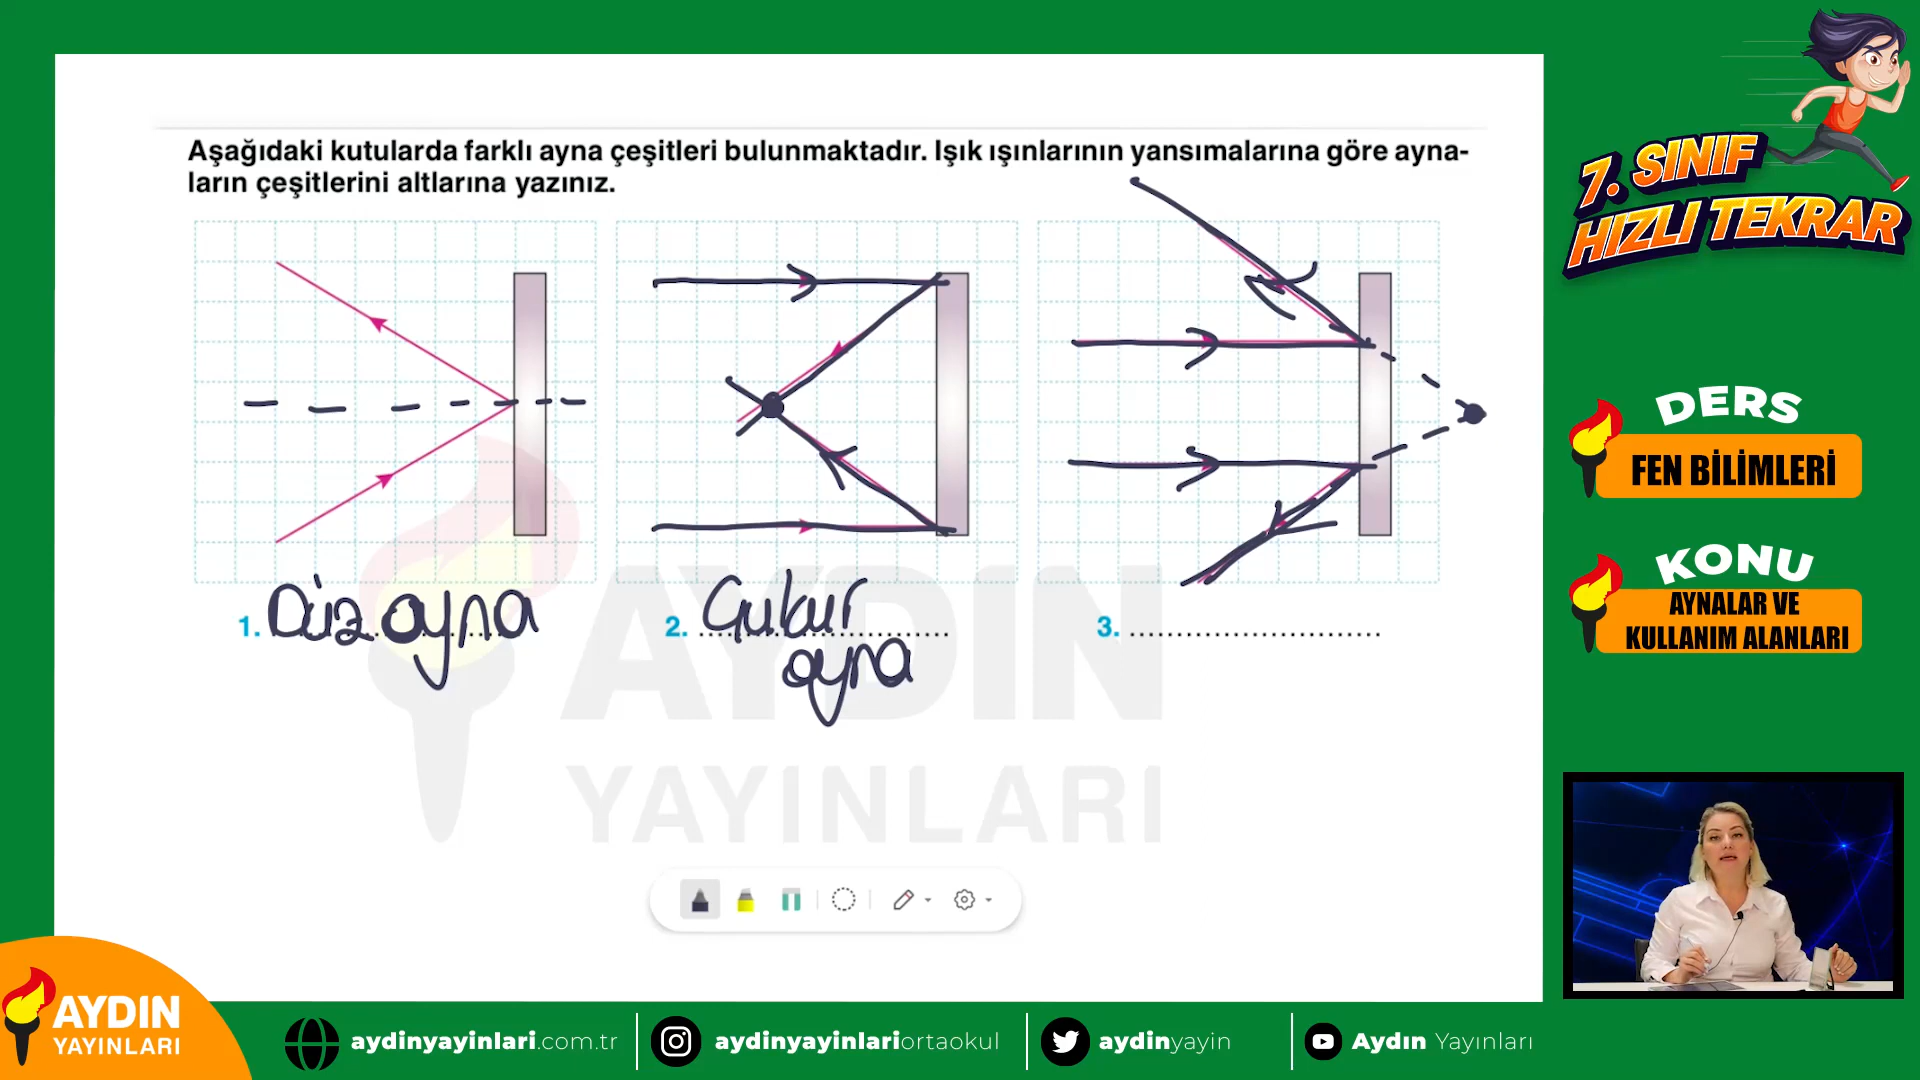 7. SINIF
HIZLI TEKRAR
Aşağıdaki kutularda farklı ayna çeşitleri bulunmaktadır. Işık ışınlarının yansımalarına göre ayna-
ların çeşitlerini altlarına yazınız.
1. Düz ayna
2. Çukur
ayna
3. ..........................
AYDIN
YAYINLARI
DERS
FEN BİLİMLERİ
KONU
AYNALAR VE
KULLANIM ALANLARI
AYDIN
YAYINLARI
aydinyayinlari.com.tr
aydinyayinlariortaokul
aydinyayin
Aydın Yayınları